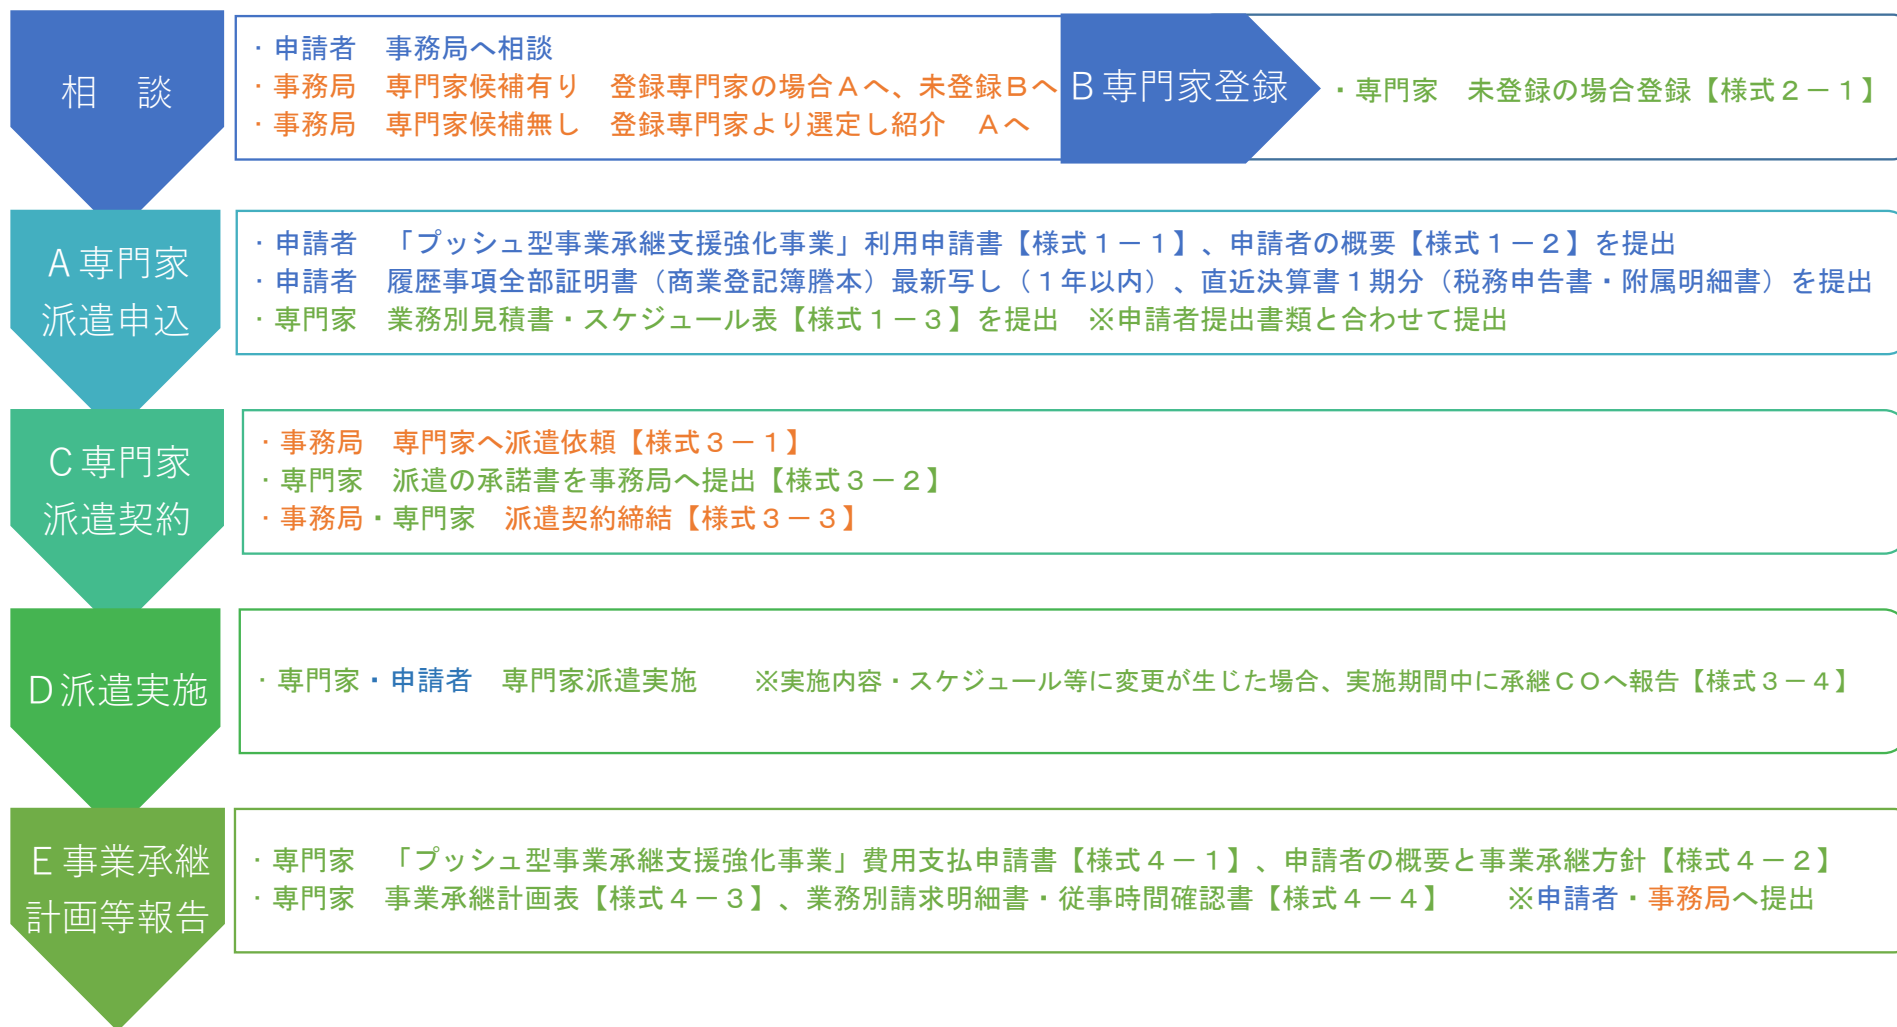 相　談
・申請者　事務局へ相談
・事務局　専門家候補有り　登録専門家の場合Ａへ、未登録Ｂへ
・事務局　専門家候補無し　登録専門家より選定し紹介　Ａへ
Ｂ専門家登録
・専門家　未登録の場合登録【様式２－１】
Ａ専門家
派遣申込
・申請者　「プッシュ型事業承継支援強化事業」利用申請書【様式１－１】、申請者の概要【様式１－２】を提出
・申請者　履歴事項全部証明書（商業登記簿謄本）最新写し（１年以内）、直近決算書１期分（税務申告書・附属明細書）を提出
・専門家　業務別見積書・スケジュール表【様式１－３】を提出　※申請者提出書類と合わせて提出
Ｃ専門家
派遣契約
・事務局　専門家へ派遣依頼【様式３－１】
・専門家　派遣の承諾書を事務局へ提出【様式３－２】
・事務局・専門家　派遣契約締結【様式３－３】
Ｄ派遣実施
・専門家・申請者　専門家派遣実施　　※実施内容・スケジュール等に変更が生じた場合、実施期間中に承継ＣＯへ報告【様式３－４】
Ｅ事業承継
計画等報告
・専門家　「プッシュ型事業承継支援強化事業」費用支払申請書【様式４－１】、申請者の概要と事業承継方針【様式４－２】
・専門家　事業承継計画表【様式４－３】、業務別請求明細書・従事時間確認書【様式４－４】　　※申請者・事務局へ提出